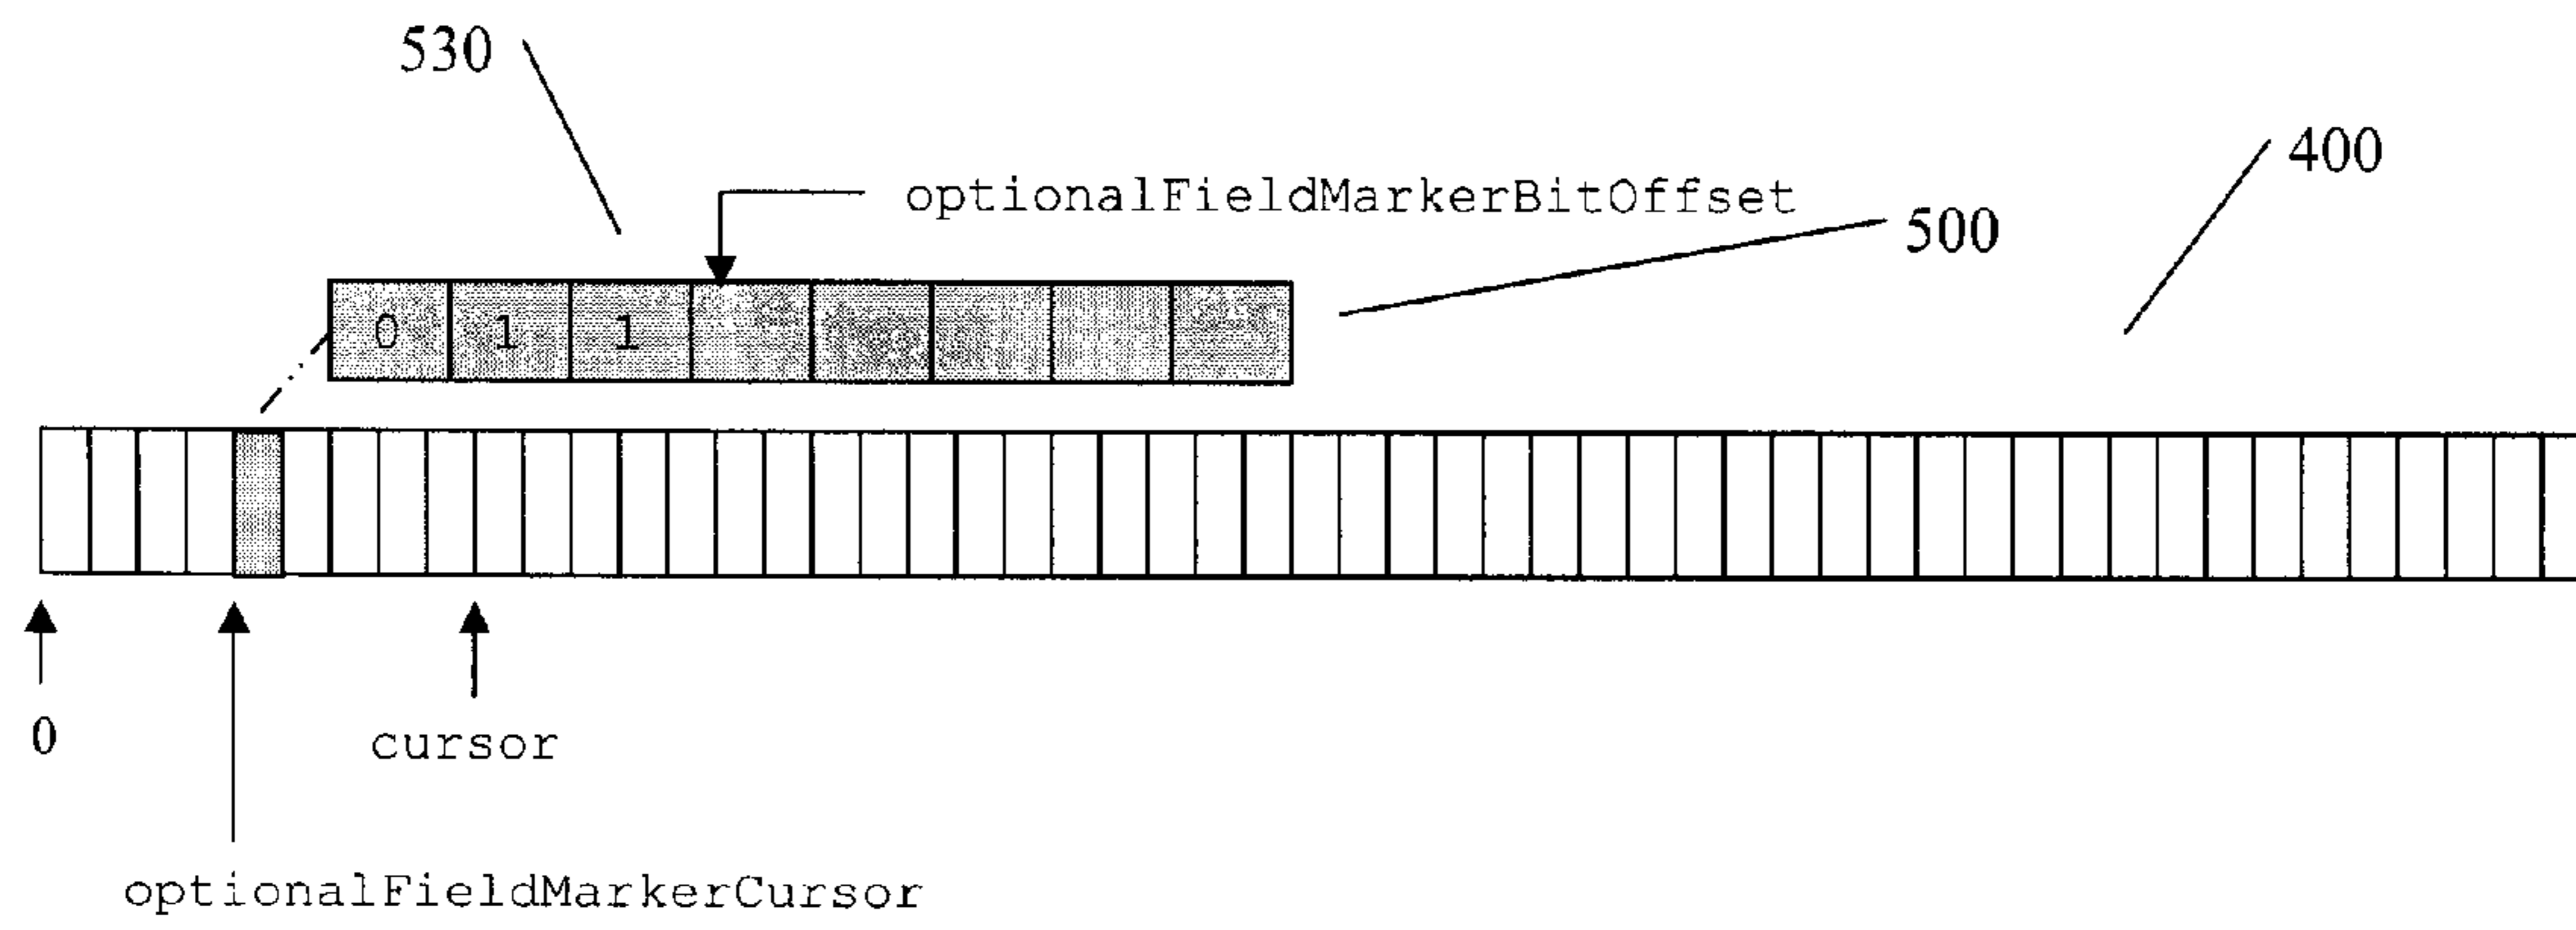 530
400
optionalFieldMarkerBitOffset
500
0 1 1
0
cursor
optionalFieldMarkerCursor